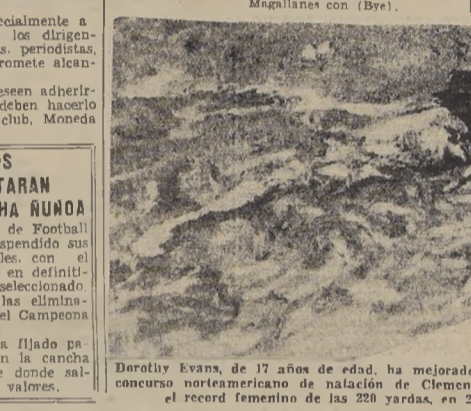 ecialmente a
los dirigen-
s. periodistas,
romete alcan-
eseen adherir-
deben hacerlo
club, Moneda
OS
TARAN
HA ÑUÑOA
de Football
spendido sus
les. con el
en definiti-
seleccionado.
las elimina-
el Campeona
a fijado pa-
n la cancha
e donde sal-
valores.
Magallanes con (Bye).
Dorothy Evans, de 17 años de edad, ha mejorado
concurso norteamericano de natación de Clemen
el record femenino de las 220 yardas, en 2